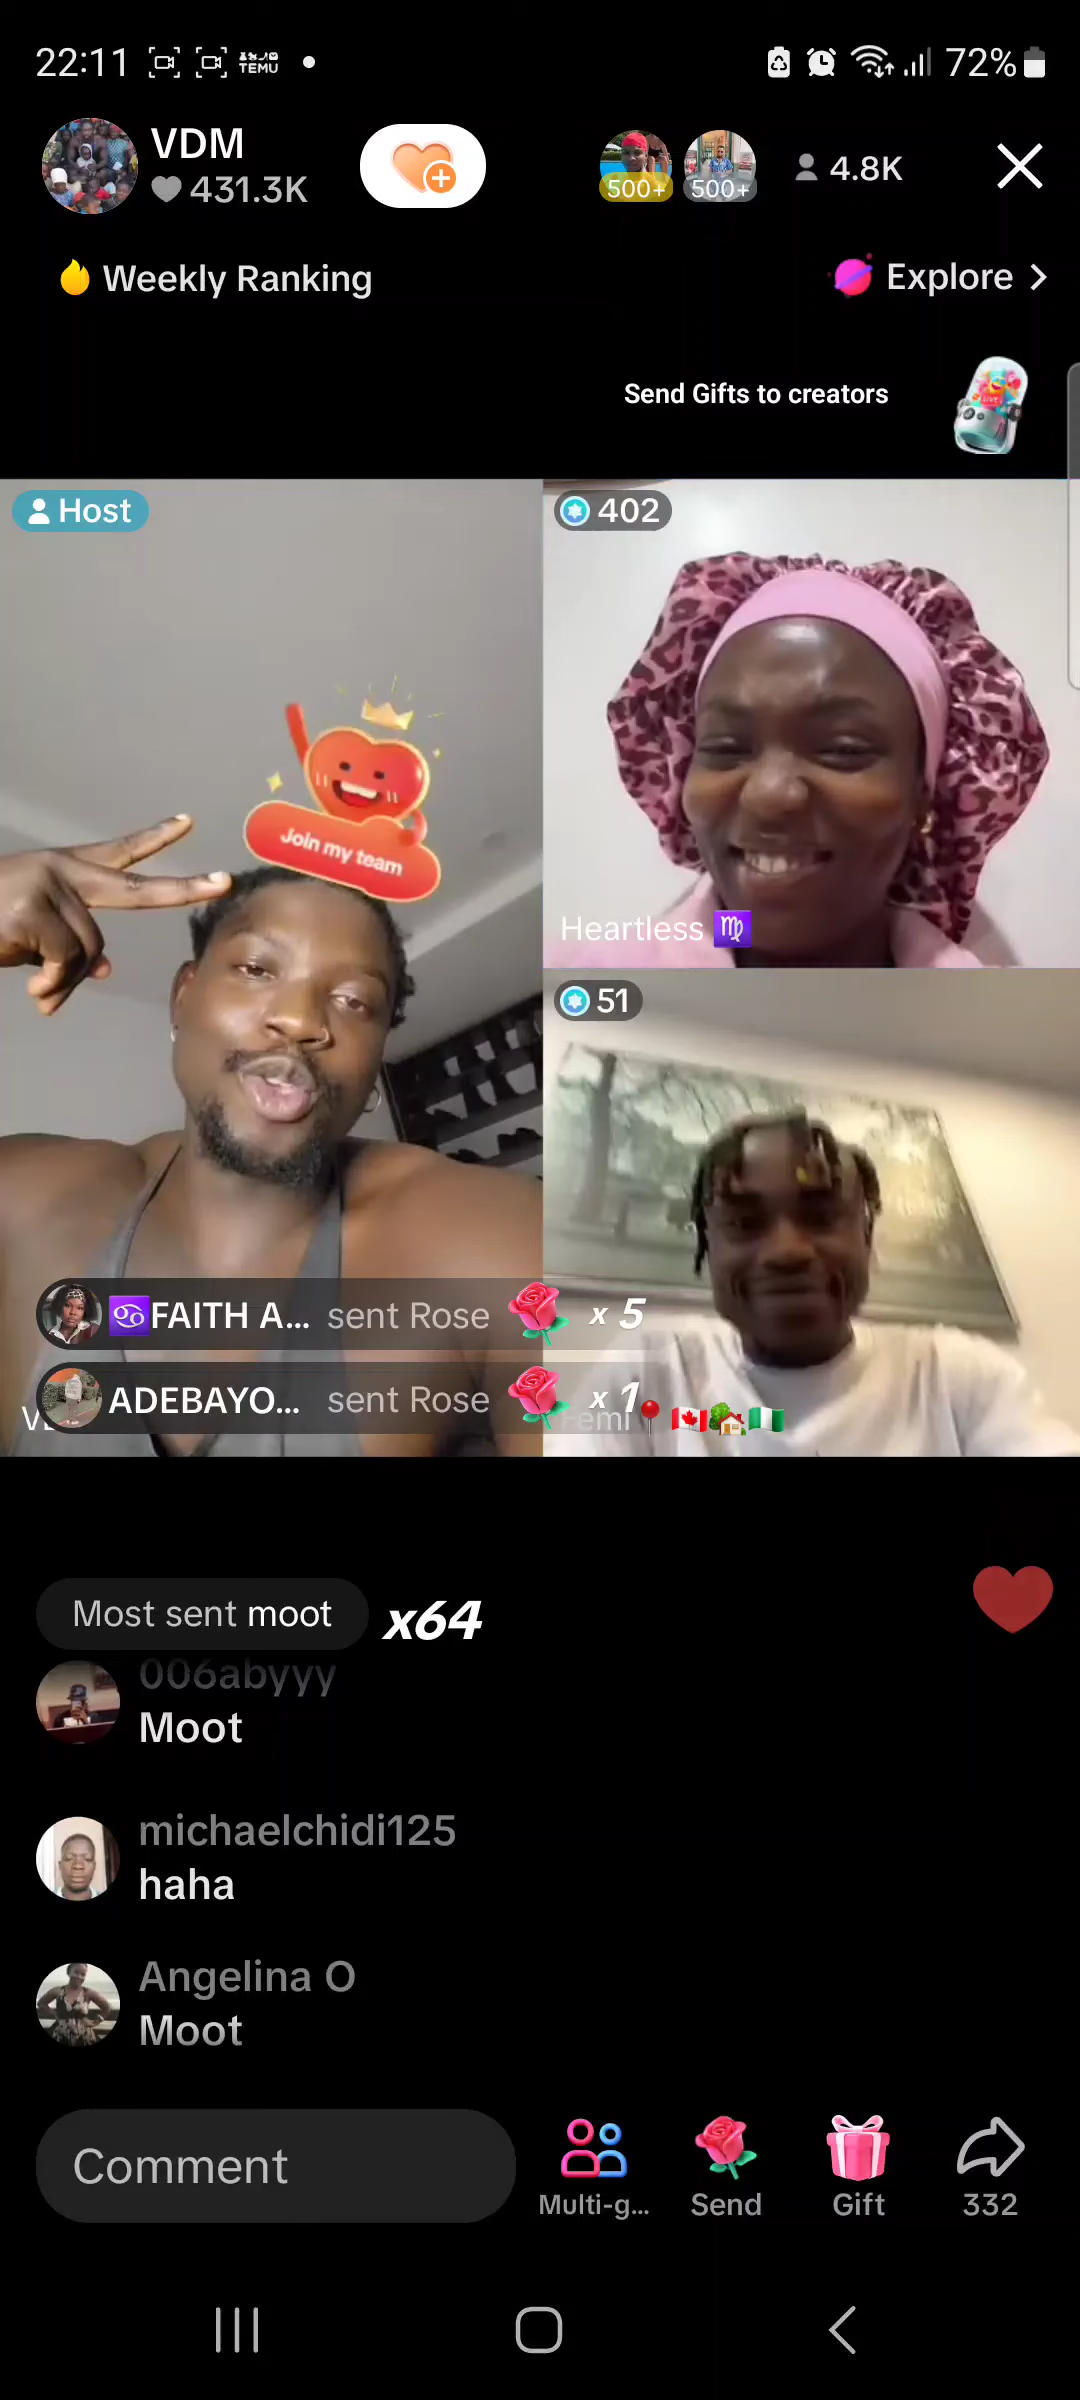 22:11
TEMU
72%
VDM
431.3K
500+
500+
4.8K
Weekly Ranking
Explore
Send Gifts to creators
LIVE
Host
402
Join my team
Heartless ♍
51
♋FAITH A... sent Rose x 5
ADEBAYO... sent Rose x 1
Femi📍🇨🇦🏡🇳🇬
Most sent moot x64
006abyyy
Moot
michaelchidi125
haha
Angelina O
Moot
Comment
Multi-g...
Send
Gift
332